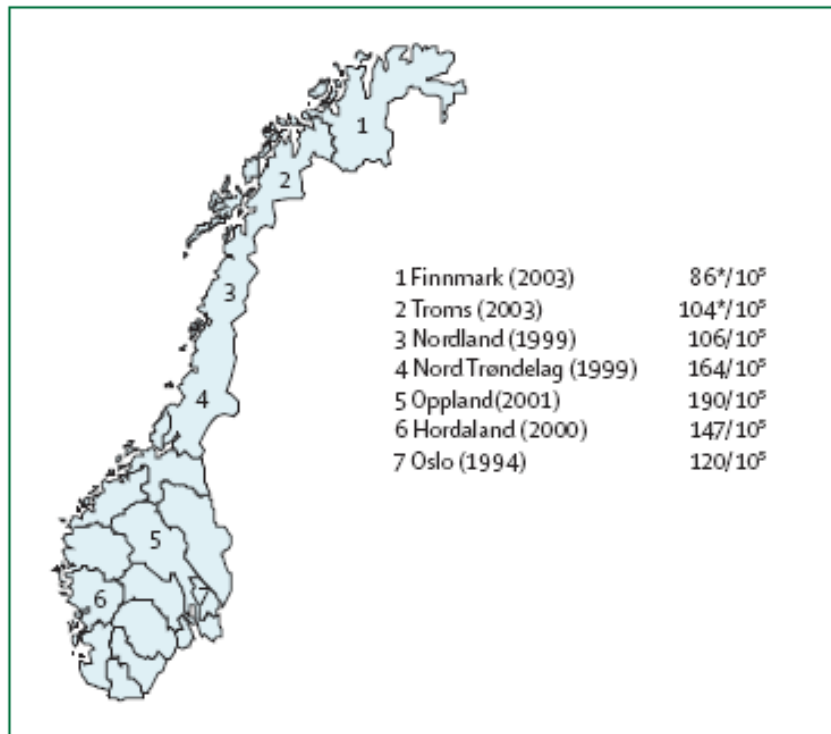 1
2
3
4
5
6
7
1 Finnmark (2003) 86*/10⁵
2 Troms (2003) 104*/10⁵
3 Nordland (1999) 106/10⁵
4 Nord Trøndelag (1999) 164/10⁵
5 Oppland(2001) 190/10⁵
6 Hordaland (2000) 147/10⁵
7 Oslo (1994) 120/10⁵